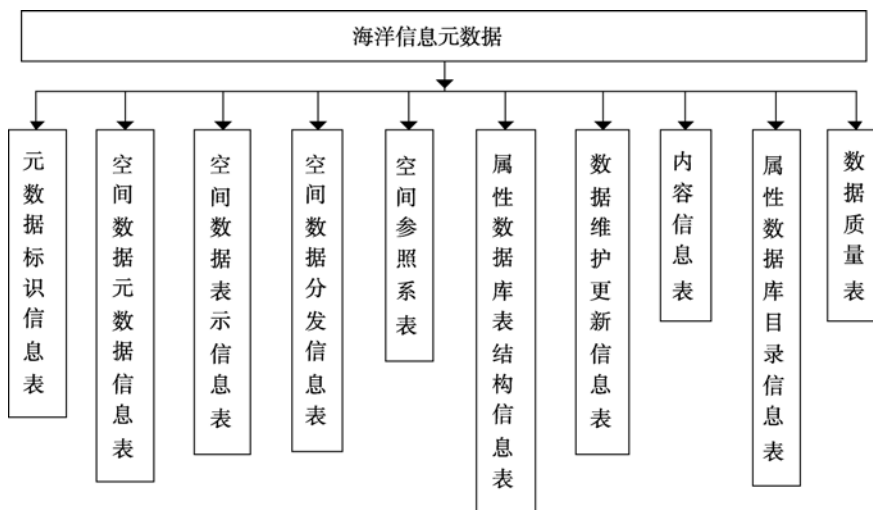 海洋信息元数据
元数据标识信息表
空间数据元数据信息表
空间数据表示信息表
空间数据分发信息表
空间参照系表
属性数据库表结构信息表
数据维护更新信息表
内容信息表
属性数据库目录信息表
数据质量表